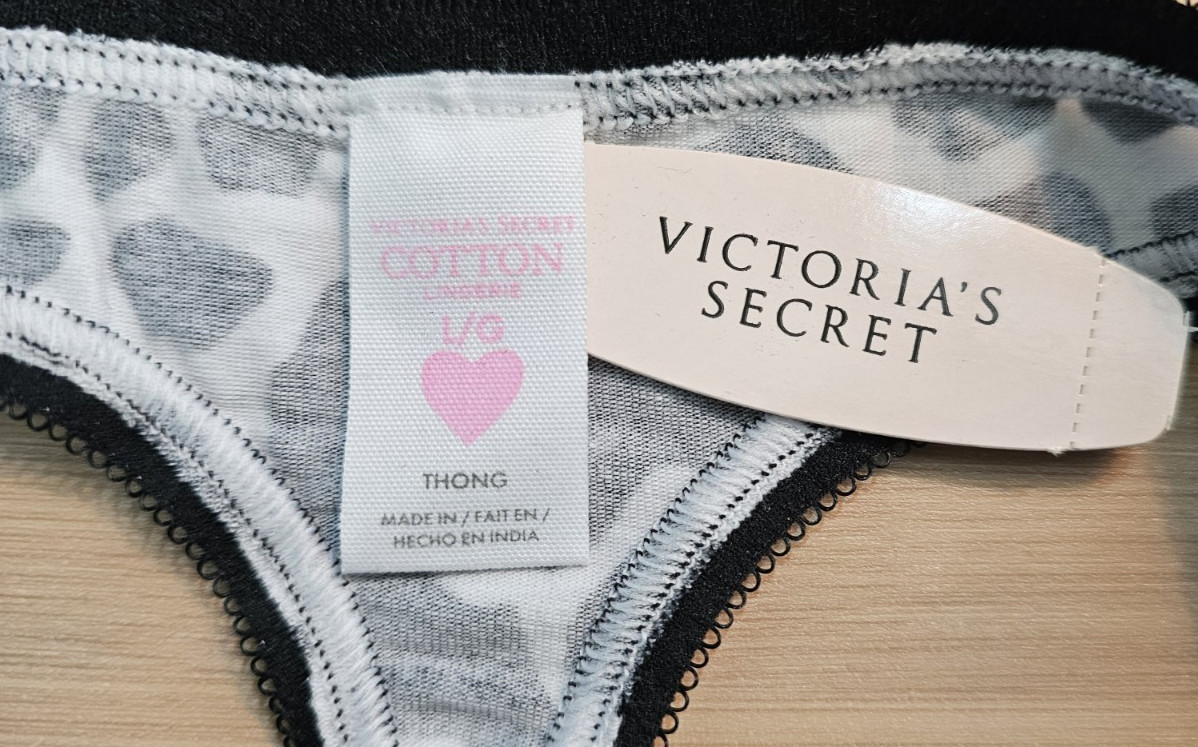 VICTORIA'S SECRET
COTTON
LINGERIE
L/G
THONG
MADE IN / FAIT EN /
HECHO EN INDIA
VICTORIA'S
SECRET